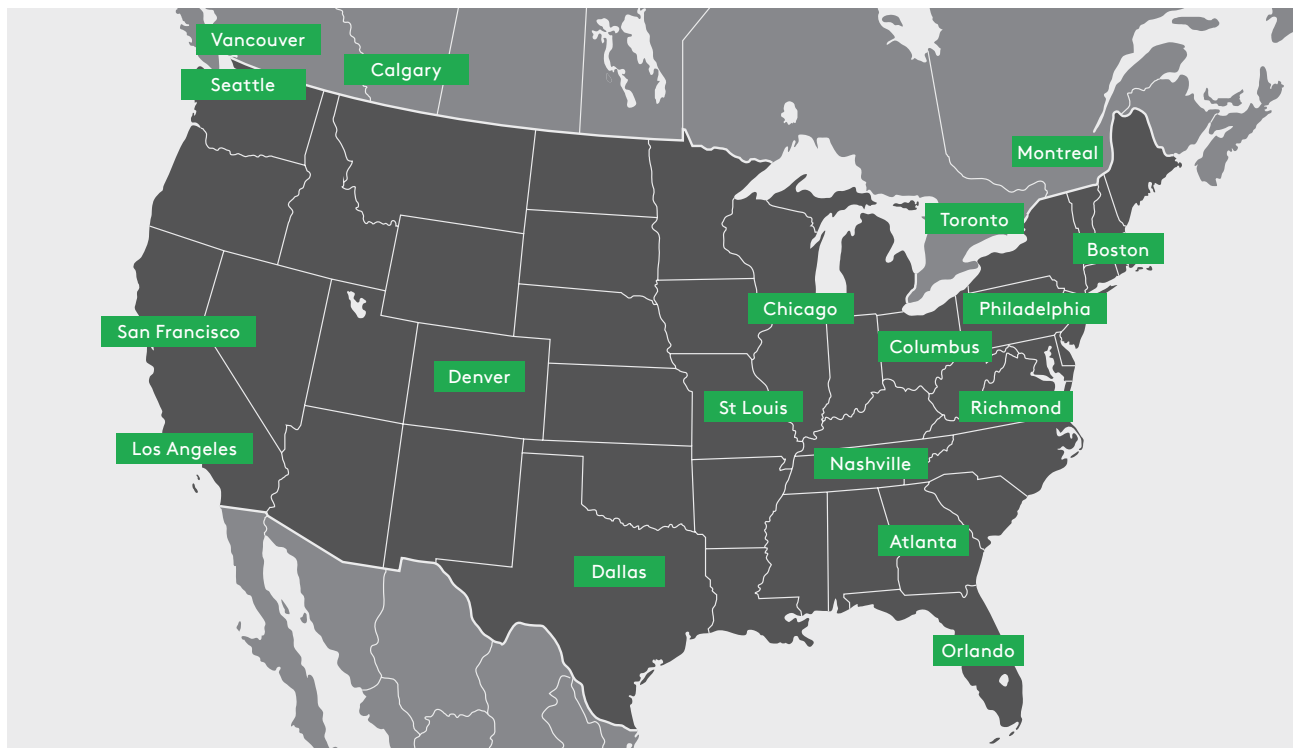 Vancouver
Calgary
Seattle
Montreal
Toronto
Boston
Chicago
Philadelphia
San Francisco
Columbus
Denver
St Louis
Richmond
Los Angeles
Nashville
Atlanta
Dallas
Orlando